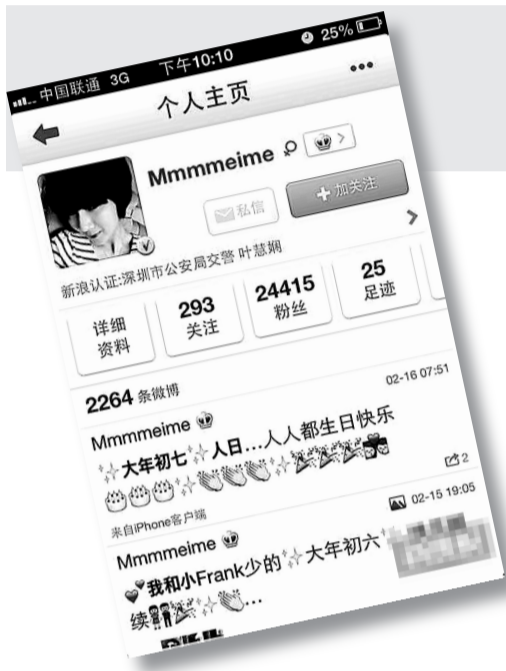 中国联通 3G 下午10:10 25%
个人主页
Mmmmeime
私信 加关注
新浪认证:深圳市公安局交警 叶慧娴
详细资料
293 关注
24415 粉丝
25 足迹
2264 条微博
Mmmmeime 02-16 07:51
大年初七 人日...人人都生日快乐
来自iPhone客户端 2
Mmmmeime 02-15 19:05
我和小Frank少的 大年初六
续 ...